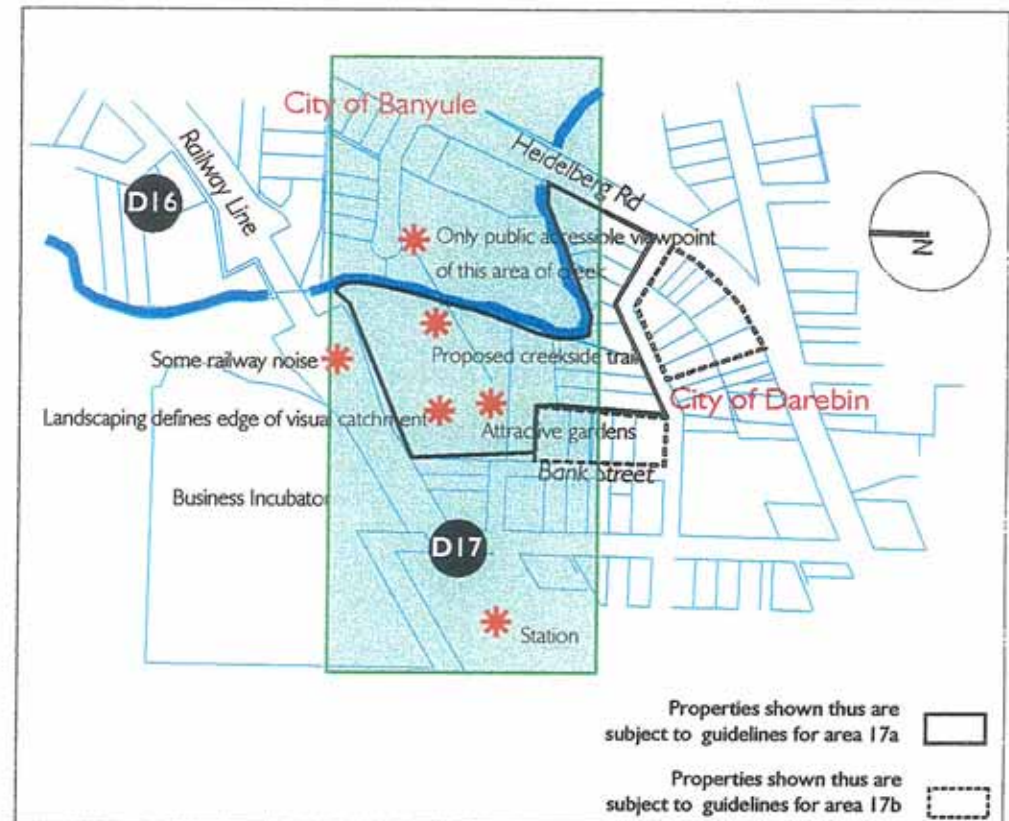 City of Banyule
Railway Line
Heidelberg Rd
D16
Only public accessible viewpoint
of this area of creek
N
Some railway noise
Proposed creekside trail
Landscaping defines edge of visual catchment
Attractive gardens
City of Darebin
Bank Street
Business Incubator
D17
Station
Properties shown thus are
subject to guidelines for area 17a
Properties shown thus are
subject to guidelines for area 17b